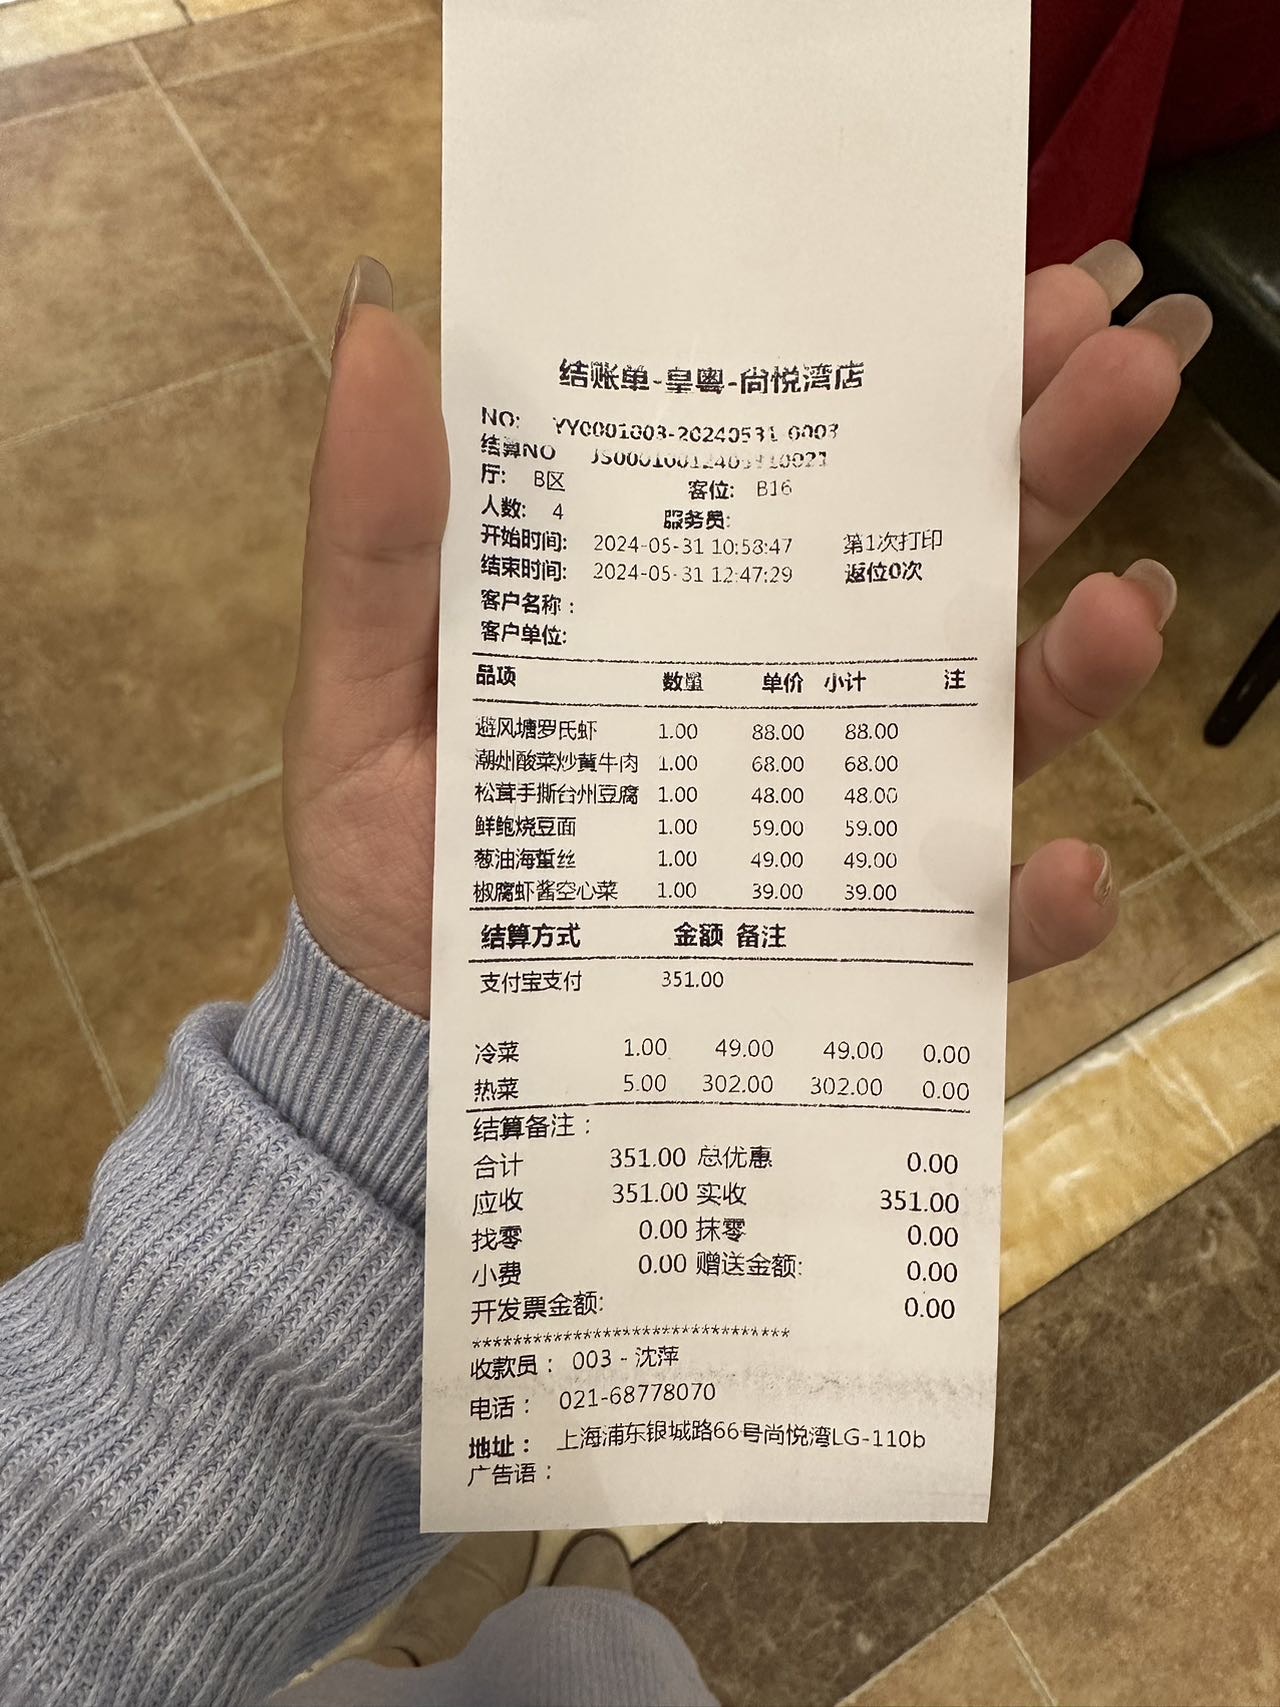 结账单-皇粤-尚悦湾店
NO: YY0001003-20240531 0003
结算NO
厅: B区 客位: B16
人数: 4 服务员:
开始时间: 2024-05-31 10:58:47 第1次打印
结束时间: 2024-05-31 12:47:29 返位0次
客户名称:
客户单位:
品项 数量 单价 小计 注
避风塘罗氏虾 1.00 88.00 88.00
潮州酸菜炒黄牛肉 1.00 68.00 68.00
松茸手撕台州豆腐 1.00 48.00 48.00
鲜鲍烧豆面 1.00 59.00 59.00
葱油海蜇丝 1.00 49.00 49.00
椒腐虾酱空心菜 1.00 39.00 39.00
结算方式 金额 备注
支付宝支付 351.00
冷菜 1.00 49.00 49.00 0.00
热菜 5.00 302.00 302.00 0.00
结算备注:
合计 351.00 总优惠 0.00
应收 351.00 实收 351.00
找零 0.00 抹零 0.00
小费 0.00 赠送金额: 0.00
开发票金额: 0.00
*******************************
收款员: 003 - 沈萍
电话: 021-68778070
地址: 上海浦东银城路66号尚悦湾LG-110b
广告语: